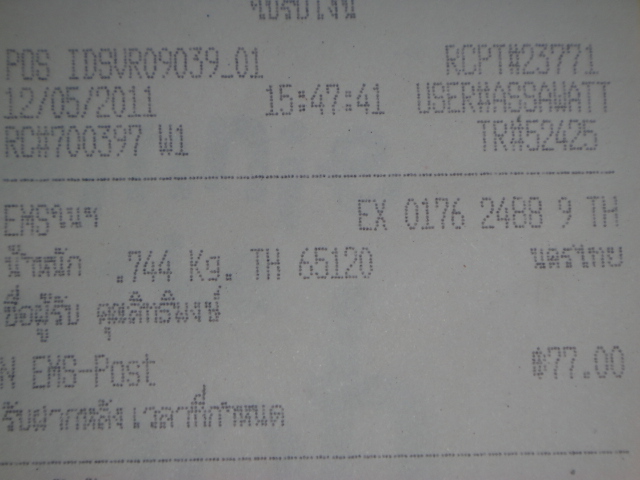 ใบรับเงิน
POS IDSVR09039_01 RCPT#23771
12/05/2011 15:47:41 USER#ASSAWATT
RC#700397 W1 TR#52425
EMSในฯ EX 0176 2488 9 TH
น้ำหนัก .744 Kg. TH 65120 นครไทย
ชื่อผู้รับ คุณสิทธิพงษ์
N EMS-Post ฿77.00
รับฝากหลังเวลาที่กำหนด